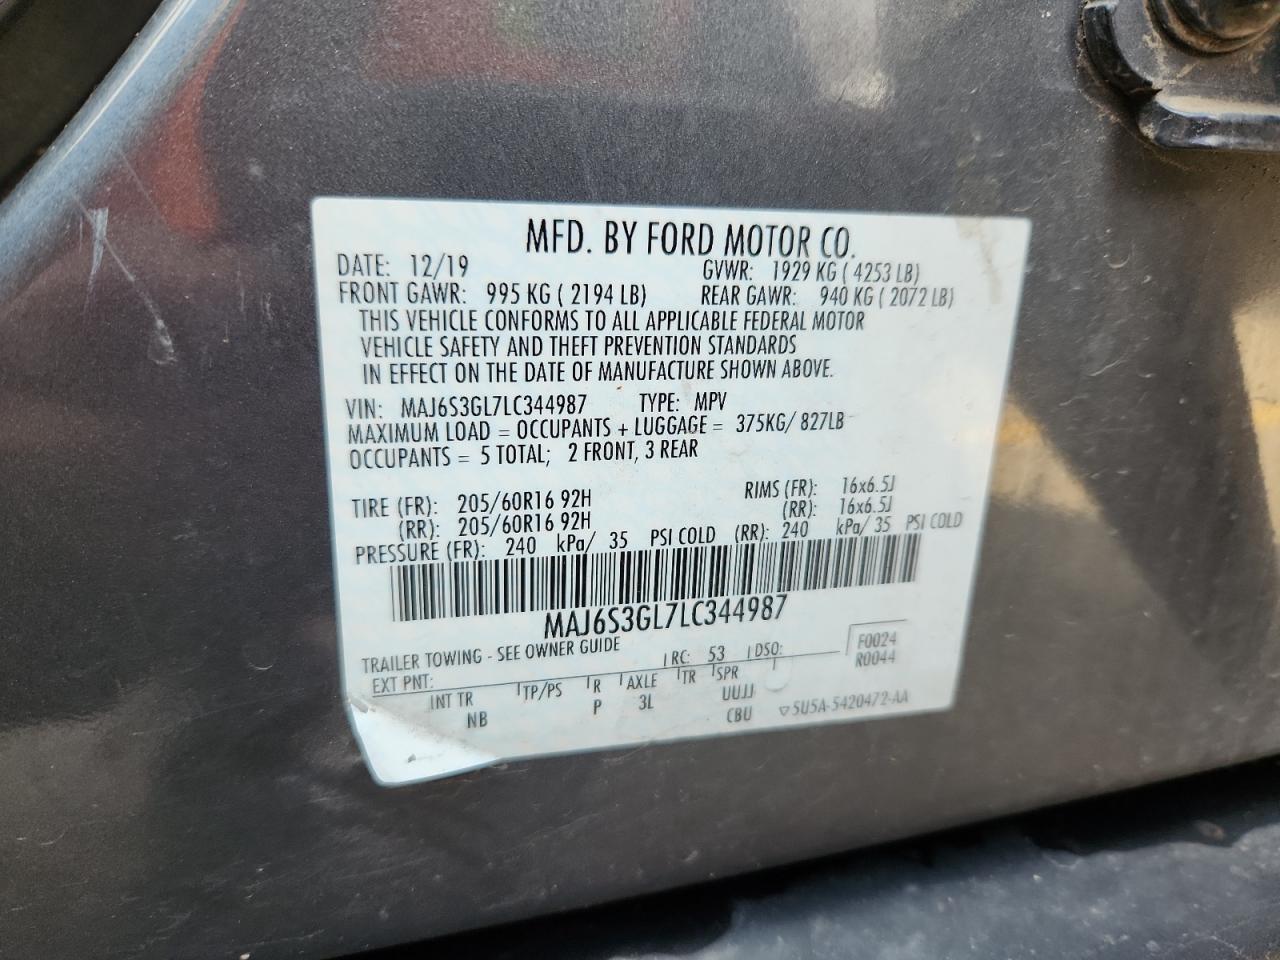 MFD. BY FORD MOTOR CO.
DATE: 12/19 GVWR: 1929 KG ( 4253 LB)
FRONT GAWR: 995 KG ( 2194 LB) REAR GAWR: 940 KG ( 2072 LB)
THIS VEHICLE CONFORMS TO ALL APPLICABLE FEDERAL MOTOR
VEHICLE SAFETY AND THEFT PREVENTION STANDARDS
IN EFFECT ON THE DATE OF MANUFACTURE SHOWN ABOVE.
VIN: MAJ6S3GL7LC344987 TYPE: MPV
MAXIMUM LOAD = OCCUPANTS + LUGGAGE = 375KG/ 827LB
OCCUPANTS = 5 TOTAL; 2 FRONT, 3 REAR
TIRE (FR): 205/60R16 92H RIMS (FR): 16x6.5J
(RR): 205/60R16 92H (RR): 16x6.5J
PRESSURE (FR): 240 kPa/ 35 PSI COLD (RR): 240 kPa/ 35 PSI COLD
MAJ6S3GL7LC344987
TRAILER TOWING - SEE OWNER GUIDE
EXT PNT: RC: 53 DSO: F0024
R0044
INT TR TP/PS R AXLE TR SPR
NB P 3L UUJJ
CBU ▽5U5A-5420472-AA